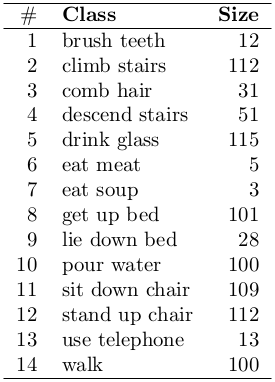 # Class Size
1 brush teeth 12
2 climb stairs 112
3 comb hair 31
4 descend stairs 51
5 drink glass 115
6 eat meat 5
7 eat soup 3
8 get up bed 101
9 lie down bed 28
10 pour water 100
11 sit down chair 109
12 stand up chair 112
13 use telephone 13
14 walk 100